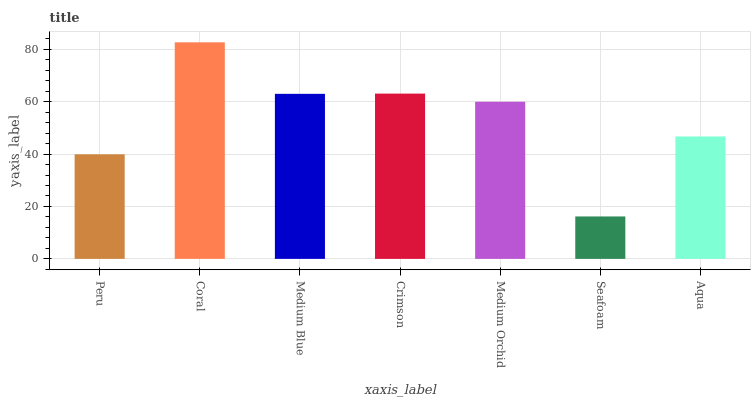 title
yaxis_label
80
60
40
20
0
Peru
Coral
Medium Blue
Crimson
Medium Orchid
Seafoam
Aqua
xaxis_label